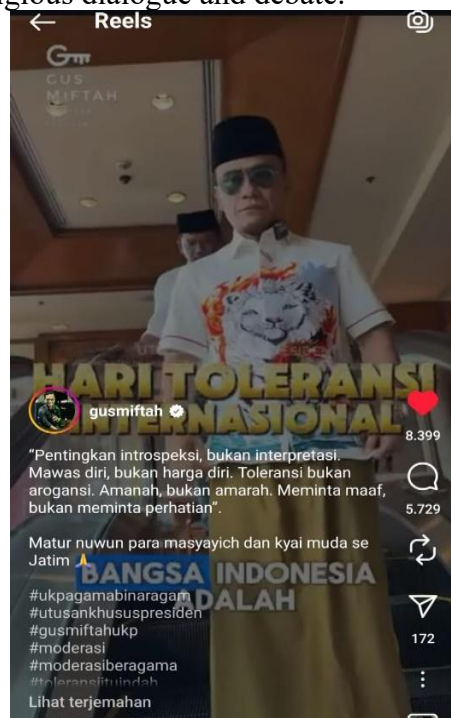 gious dialogue and debate.
Reels
GUS
MIFTAH
HARI TOLERANSI
INTERNASIONAL
gusmiftah
8.399
"Pentingkan introspeksi, bukan interpretasi.
Mawas diri, bukan harga diri. Toleransi bukan
arogansi. Amanah, bukan amarah. Meminta maaf,
bukan meminta perhatian".
5.729
Matur nuwun para masyayich dan kyai muda se
Jatim 🙏
BANGSA INDONESIA
ADALAH
#ukpagamabinaragam
#utusankhususpresiden
#gusmiftahukp
#moderasi
172
#moderasiberagama
#toleransiituindah
Lihat terjemahan